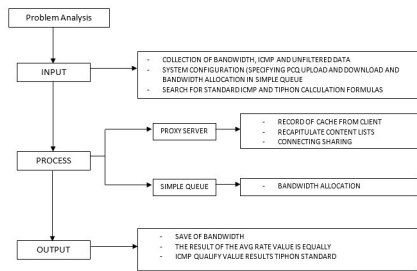 Problem Analysis
INPUT
- COLLECTION OF BANDWIDTH, ICMP AND UNFILTERED DATA
- SYSTEM CONFIGURATION (SPECIFYING PCQ UPLOAD AND DOWNLOAD AND
BANDWIDTH ALLOCATION IN SIMPLE QUEUE
- SEARCH FOR STANDARD ICMP AND TIPHON CALCULATION FORMULAS
PROXY SERVER
- RECORD OF CACHE FROM CLIENT
- RECAPITULATE CONTENT LISTS
- CONNECTING SHARING
PROCESS
SIMPLE QUEUE
- BANDWIDTH ALLOCATION
OUTPUT
- SAVE OF BANDWIDTH
- THE RESULT OF THE AVG RATE VALUE IS EQUALLY
- ICMP QUALIFY VALUE RESULTS TIPHON STANDARD